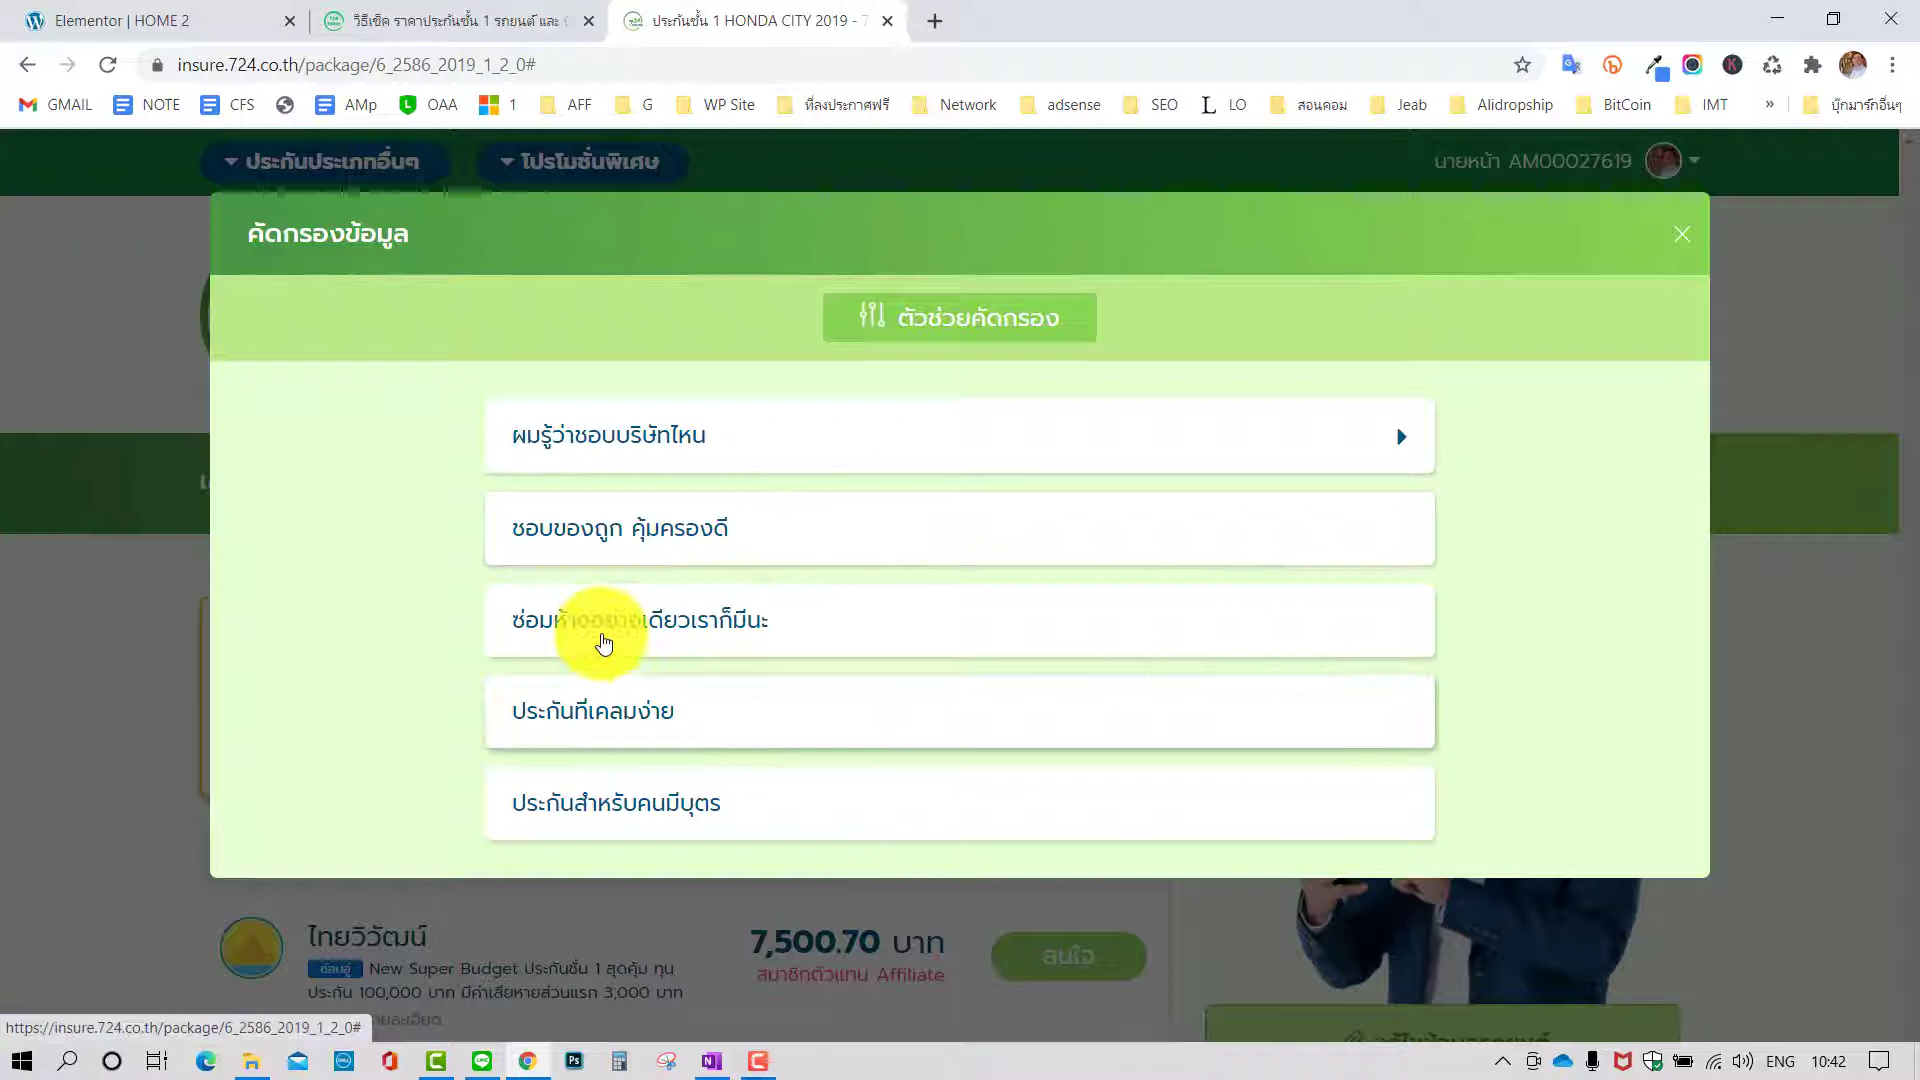 Elementor | HOME 2
วิธีเช็ค ราคาประกันชั้น 1 รถยนต์ และ
ประกันชั้น 1 HONDA CITY 2019 - 7
insure.724.co.th/package/6_2586_2019_1_2_0#
GMAIL NOTE CFS AMp OAA 1 AFF G WP Site ที่ลงประกาศฟรี Network adsense SEO LO สอนคอม Jeab Alidropship BitCoin IMT » บุ๊กมาร์กอื่นๆ
ประกันประเภทอื่นๆ โปรโมชั่นพิเศษ นายหน้า AM00027619
คัดกรองข้อมูล
ตัวช่วยคัดกรอง
ผมรู้ว่าชอบบริษัทไหน
ชอบของถูก คุ้มครองดี
ซ่อมห้างอย่างเดียวเราก็มีนะ
ประกันที่เคลมง่าย
ประกันสำหรับคนมีบุตร
ไทยวิวัฒน์
ซ่อมอู่ New Super Budget ประกันชั้น 1 สุดคุ้ม ทุน
ประกัน 100,000 บาท มีค่าเสียหายส่วนแรก 3,000 บาท
7,500.70 บาท
สมาชิกตัวแทน Affiliate
สนใจ
https://insure.724.co.th/package/6_2586_2019_1_2_0#
ENG 10:42